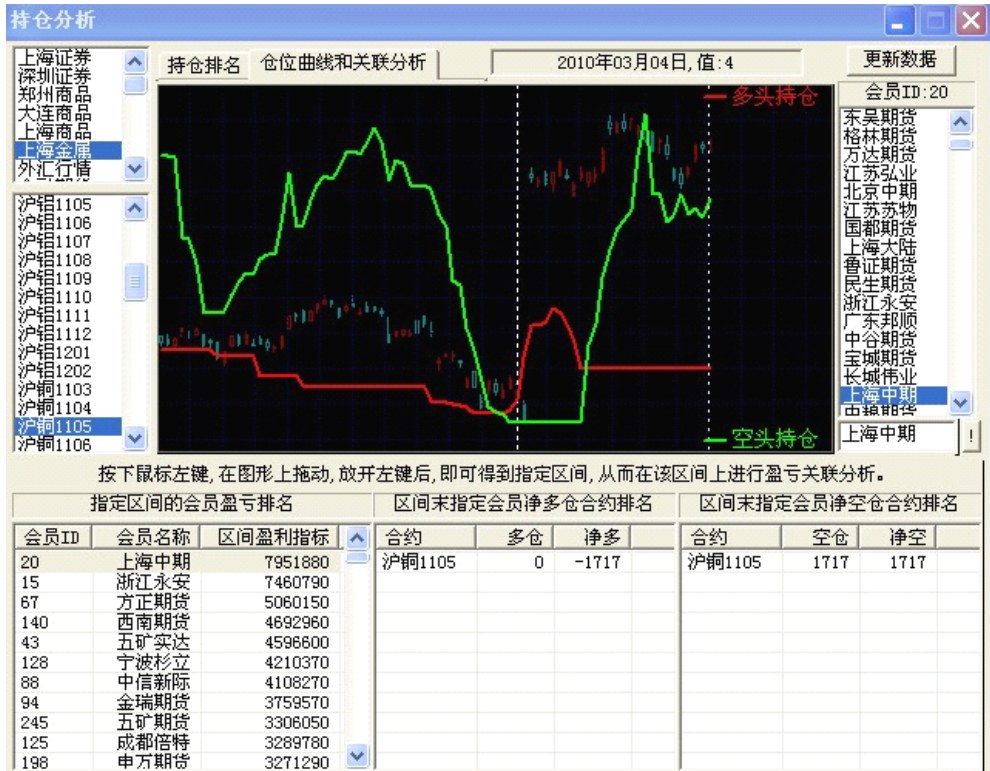 持仓分析
上海证券
深圳证券
郑州商品
大连商品
上海商品
上海金属
外汇行情
沪铝1105
沪铝1106
沪铝1107
沪铝1108
沪铝1109
沪铝1110
沪铝1111
沪铝1112
沪铝1201
沪铝1202
沪铜1103
沪铜1104
沪铜1105
沪铜1106
持仓排名 仓位曲线和关联分析
2010年03月04日,值:4
更新数据
多头持仓
空头持仓
会员ID:20
东吴期货
格林期货
万达期货
江苏弘业
北京中期
江苏苏物
国都期货
上海大陆
鲁证期货
民生期货
浙江永安
广东邦顺
中谷期货
宝城期货
长城伟业
上海中期
上海中期 !
按下鼠标左键,在图形上拖动,放开左键后,即可得到指定区间,从而在该区间上进行盈亏关联分析。
指定区间的会员盈亏排名
会员ID 会员名称 区间盈利指标
20 上海中期 7951880
15 浙江永安 7460790
67 方正期货 5060150
140 西南期货 4692960
43 五矿实达 4596600
128 宁波杉立 4210370
88 中信新际 4108270
94 金瑞期货 3759570
245 五矿期货 3306050
125 成都倍特 3289780
198 申万期货 3271290
区间末指定会员净多仓合约排名
合约 多仓 净多
沪铜1105 0 -1717
区间末指定会员净空仓合约排名
合约 空仓 净空
沪铜1105 1717 1717